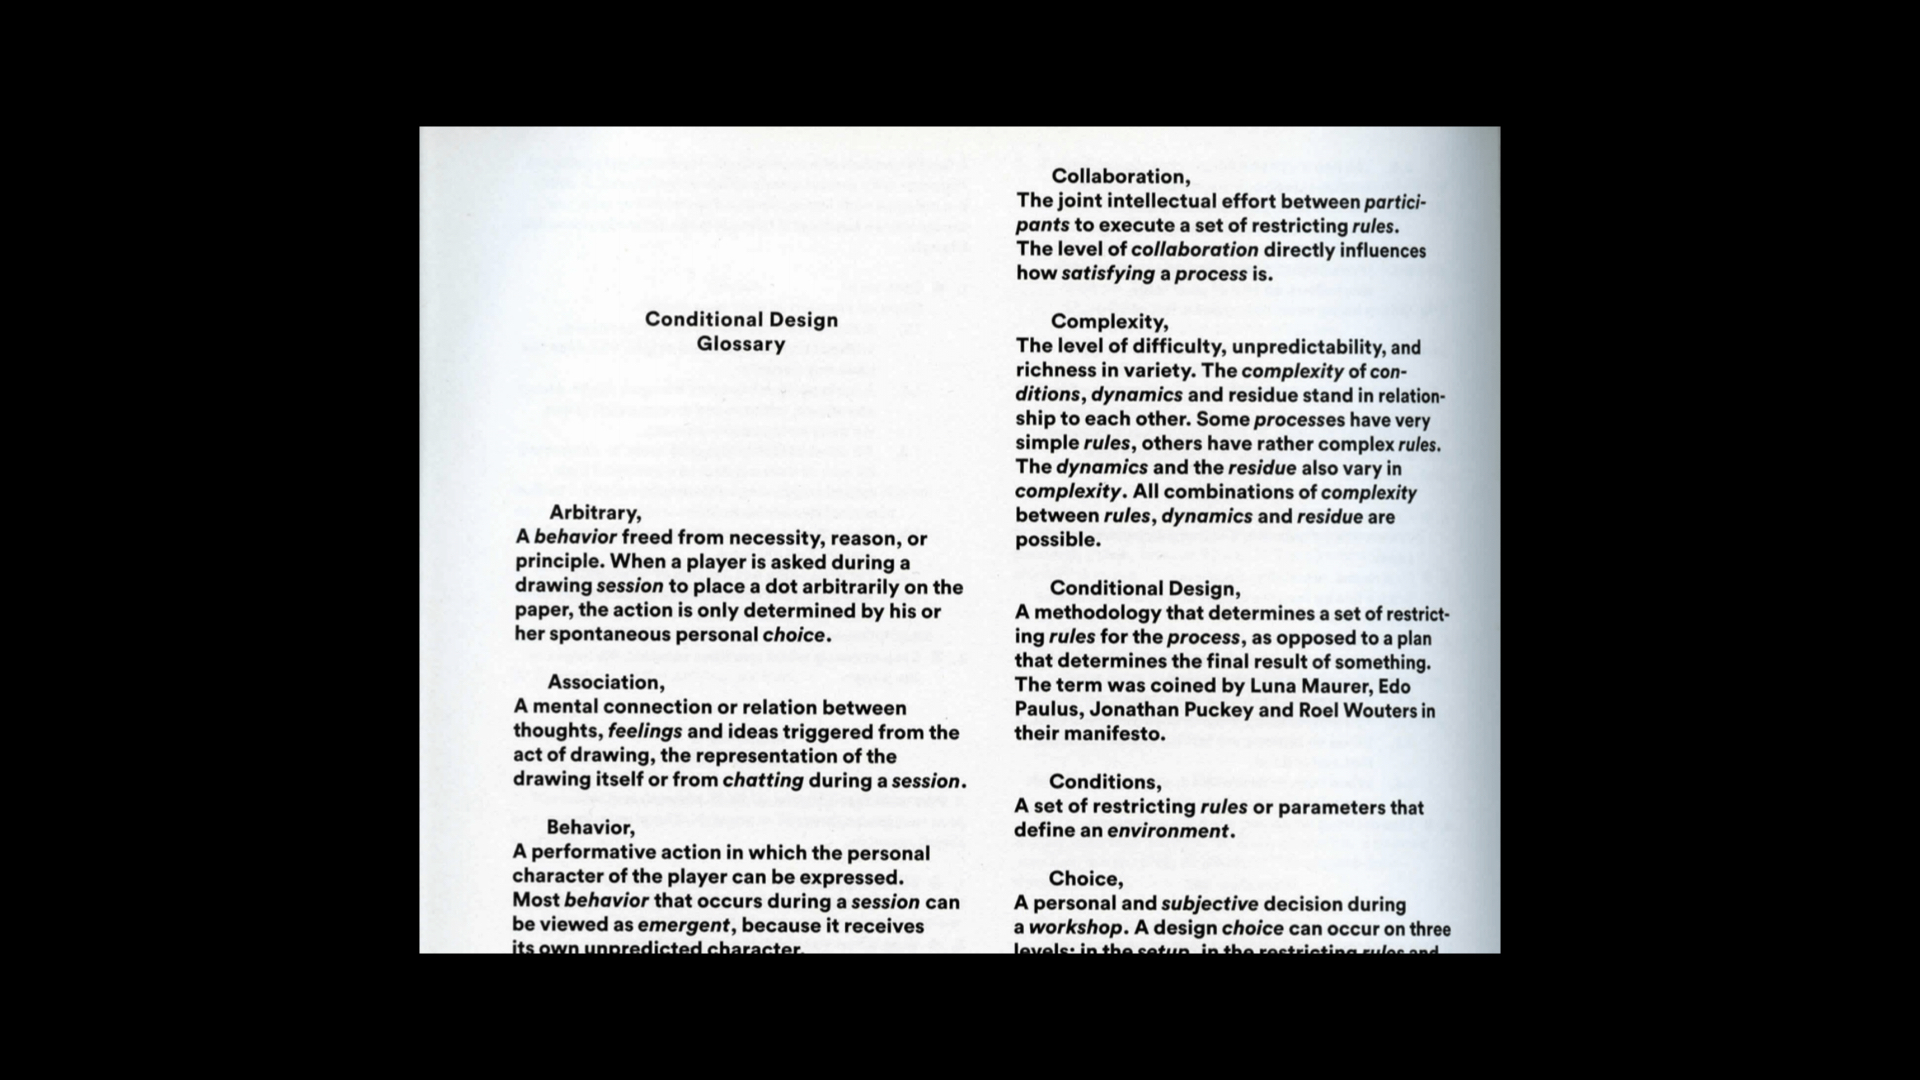 Conditional Design
Glossary
Arbitrary,
A behavior freed from necessity, reason, or
principle. When a player is asked during a
drawing session to place a dot arbitrarily on the
paper, the action is only determined by his or
her spontaneous personal choice.
Association,
A mental connection or relation between
thoughts, feelings and ideas triggered from the
act of drawing, the representation of the
drawing itself or from chatting during a session.
Behavior,
A performative action in which the personal
character of the player can be expressed.
Most behavior that occurs during a session can
be viewed as emergent, because it receives
its own unpredicted character.
Collaboration,
The joint intellectual effort between partici-
pants to execute a set of restricting rules.
The level of collaboration directly influences
how satisfying a process is.
Complexity,
The level of difficulty, unpredictability, and
richness in variety. The complexity of con-
ditions, dynamics and residue stand in relation-
ship to each other. Some processes have very
simple rules, others have rather complex rules.
The dynamics and the residue also vary in
complexity. All combinations of complexity
between rules, dynamics and residue are
possible.
Conditional Design,
A methodology that determines a set of restrict-
ing rules for the process, as opposed to a plan
that determines the final result of something.
The term was coined by Luna Maurer, Edo
Paulus, Jonathan Puckey and Roel Wouters in
their manifesto.
Conditions,
A set of restricting rules or parameters that
define an environment.
Choice,
A personal and subjective decision during
a workshop. A design choice can occur on three
levels: in the setup, in the restricting rules and